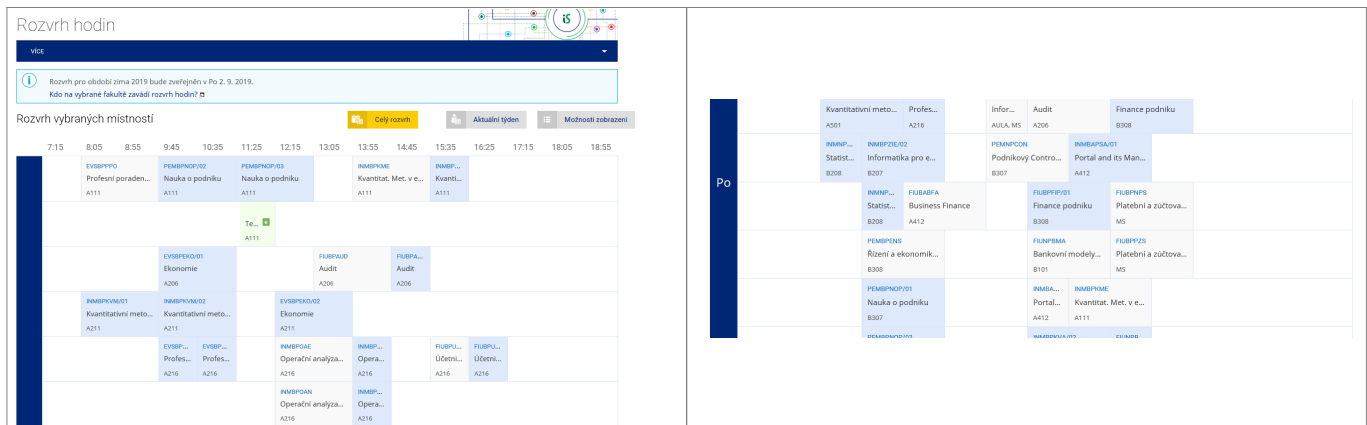 Rozvrh hodin
iS
VÍCE
Rozvrh pro období zima 2019 bude zveřejněn v Po 2. 9. 2019.
Kdo na vybrané fakultě zavádí rozvrh hodin?
Rozvrh vybraných místností
Celý rozvrh Aktuální týden Možnosti zobrazení
7:15 8:05 8:55 9:45 10:35 11:25 12:15 13:05 13:55 14:45 15:35 16:25 17:15 18:05 18:55
EVSBPPPO PEMBPNOP/02 PEMBPNOP/03 INMBPKME INMBP...
Profesní poraden... Nauka o podniku Nauka o podniku Kvantitat. Met. v e... Kvanti...
A111 A111 A111 A111 A111
Te...
A111
EVSBPEKO/01 FIUBPAUD FIUBPA...
Ekonomie Audit Audit
A206 A206 A206
INMBPKVM/01 INMBPKVM/02 EVSBPEKO/02
Kvantitativní meto... Kvantitativní meto... Ekonomie
A211 A211 A211
EVSBP... EVSBP... INMBPOAE INMBP... FIUBPU... FIUBPU...
Profes... Profes... Operační analýza... Opera... Účetni... Účetni...
A216 A216 A216 A216 A216 A216
INMBPOAN INMBP...
Operační analýza... Opera...
A216 A216
Po
Kvantitativní meto... Profes... Infor... Audit Finance podniku
A501 A216 AULA, MS A206 B308
INMNP... INMBPZIE/02 PEMNPCON INMBAPSA/01
Statist... Informatika pro e... Podnikový Contro... Portal and its Man...
B208 B207 B307 A412
INMNP... FIUBABFA FIUBPFIP/01 FIUBPNPS
Statist... Business Finance Finance podniku Platební a zúčtova...
B208 A412 B308 MS
PEMBPENS FIUNPBMA FIUBPPZS
Řízení a ekonomik... Bankovní modely... Platební a zúčtova...
B308 B101 MS
PEMBPNOP/01 INMBA... INMBPKME
Nauka o podniku Portal... Kvantitat. Met. v e...
B307 A412 A111